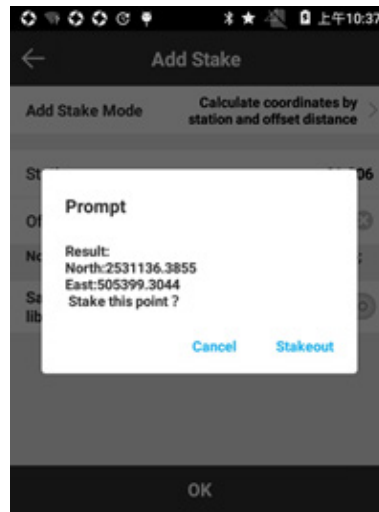 上午10:37
Add Stake
Add Stake Mode
Calculate coordinates by
station and offset distance
Prompt
Result:
North:2531136.3855
East:505399.3044
Stake this point ?
Cancel
Stakeout
OK